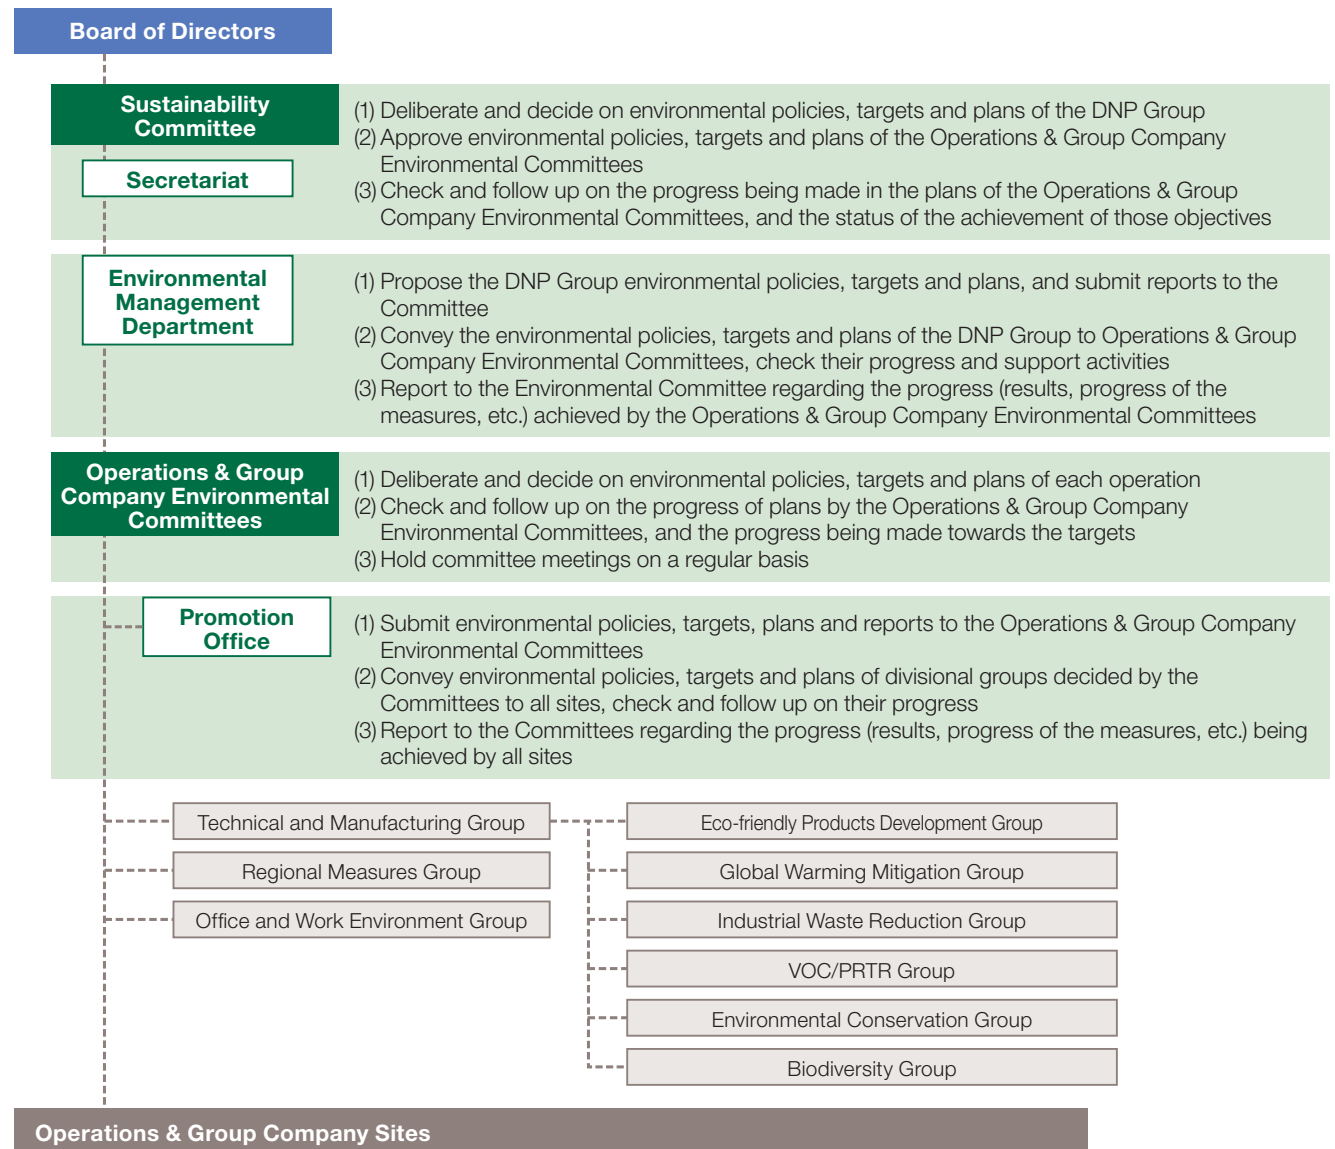 Board of Directors
Sustainability
Committee
Secretariat
(1) Deliberate and decide on environmental policies, targets and plans of the DNP Group
(2) Approve environmental policies, targets and plans of the Operations & Group Company
Environmental Committees
(3) Check and follow up on the progress being made in the plans of the Operations & Group
Company Environmental Committees, and the status of the achievement of those objectives
Environmental
Management
Department
(1) Propose the DNP Group environmental policies, targets and plans, and submit reports to the
Committee
(2) Convey the environmental policies, targets and plans of the DNP Group to Operations & Group
Company Environmental Committees, check their progress and support activities
(3) Report to the Environmental Committee regarding the progress (results, progress of the
measures, etc.) achieved by the Operations & Group Company Environmental Committees
Operations & Group
Company Environmental
Committees
(1) Deliberate and decide on environmental policies, targets and plans of each operation
(2) Check and follow up on the progress of plans by the Operations & Group Company
Environmental Committees, and the progress being made towards the targets
(3) Hold committee meetings on a regular basis
Promotion
Office
(1) Submit environmental policies, targets, plans and reports to the Operations & Group Company
Environmental Committees
(2) Convey environmental policies, targets and plans of divisional groups decided by the
Committees to all sites, check and follow up on their progress
(3) Report to the Committees regarding the progress (results, progress of the measures, etc.) being
achieved by all sites
Technical and Manufacturing Group
Regional Measures Group
Office and Work Environment Group
Eco-friendly Products Development Group
Global Warming Mitigation Group
Industrial Waste Reduction Group
VOC/PRTR Group
Environmental Conservation Group
Biodiversity Group
Operations & Group Company Sites